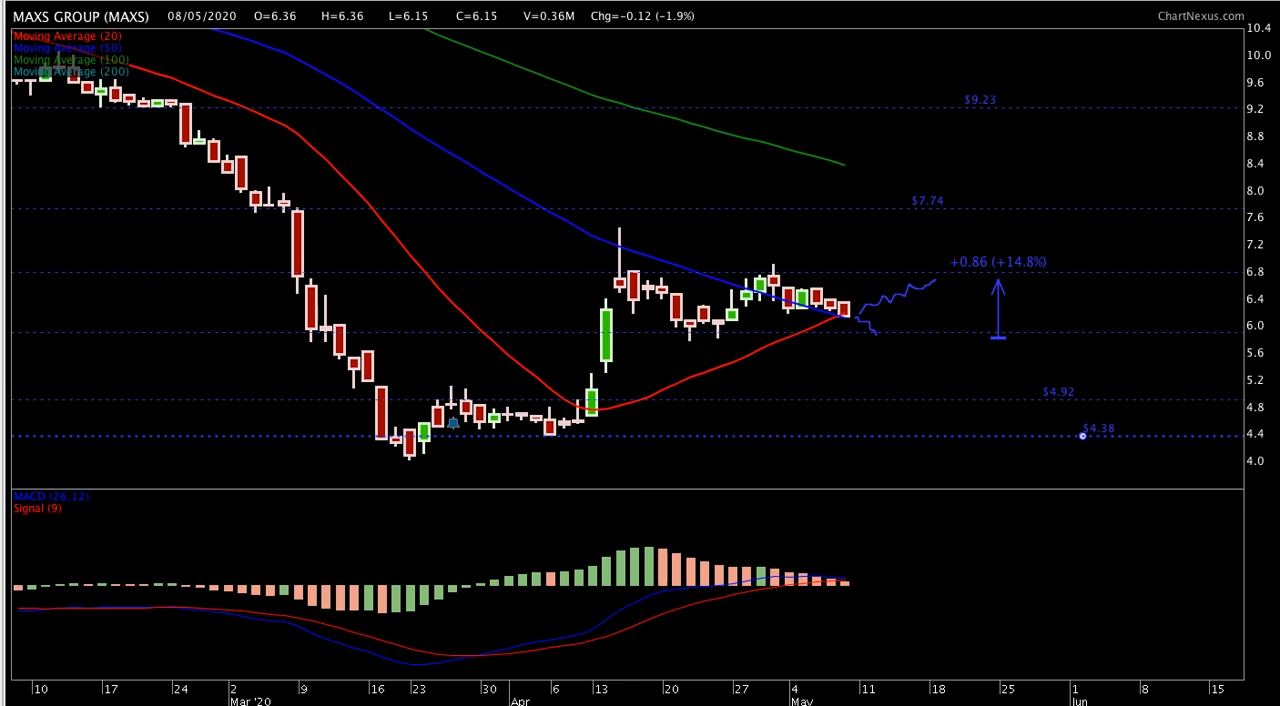 MAXS GROUP (MAXS) 08/05/2020 O=6.36 H=6.36 L=6.15 C=6.15 V=0.36M Chg=-0.12 (-1.9%) ChartNexus.com
Moving Average (20)
Moving Average (50)
Moving Average (100)
Moving Average (200)
10.4
10.0
9.6
$9.23
9.2
8.8
8.4
8.0
$7.74
7.6
7.2
+0.86 (+14.8%)
6.8
6.4
6.0
5.6
5.2
$4.92
4.8
$4.38
4.4
4.0
MACD (26,12)
Signal (9)
10 17 24 2 9 16 23 30 6 13 20 27 4 11 18 25 1 8 15
Mar '20 Apr May Jun